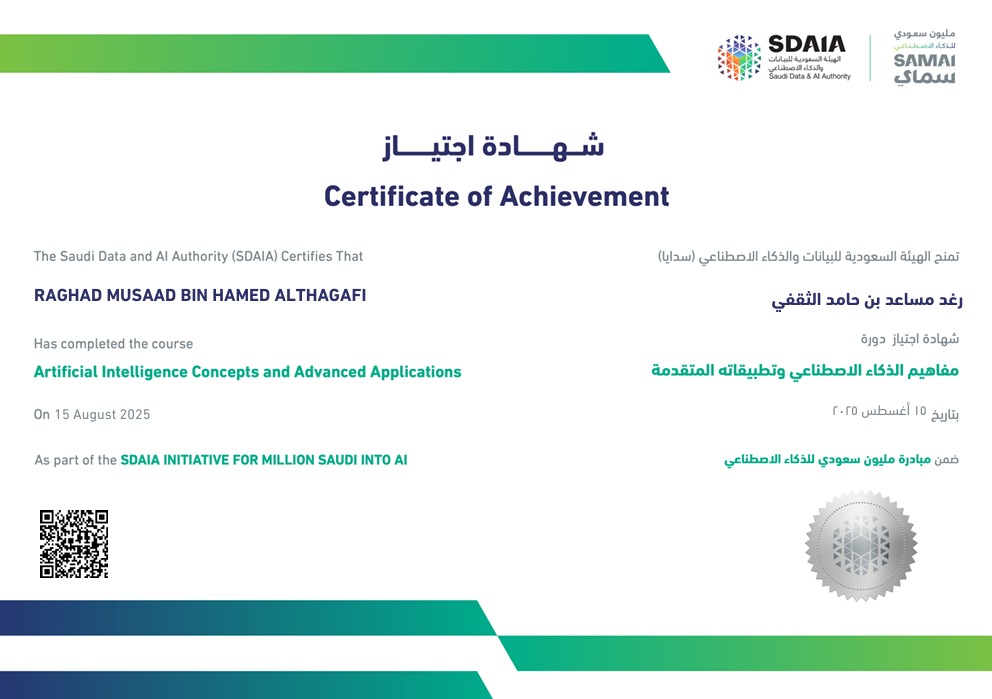 SDAIA
الهيئة السعودية للبيانات
والذكاء الاصطناعي
Saudi Data & AI Authority
مليون سعودي
للذكاء الاصطناعي
SAMAI
سماي
شهـــادة اجتيـــاز
Certificate of Achievement
The Saudi Data and AI Authority (SDAIA) Certifies That
RAGHAD MUSAAD BIN HAMED ALTHAGAFI
Has completed the course
Artificial Intelligence Concepts and Advanced Applications
On 15 August 2025
As part of the SDAIA INITIATIVE FOR MILLION SAUDI INTO AI
تمنح الهيئة السعودية للبيانات والذكاء الاصطناعي (سدايا)
رغد مساعد بن حامد الثقفي
شهادة اجتياز دورة
مفاهيم الذكاء الاصطناعي وتطبيقاته المتقدمة
بتاريخ ١٥ أغسطس ٢٠٢٥
ضمن مبادرة مليون سعودي للذكاء الاصطناعي